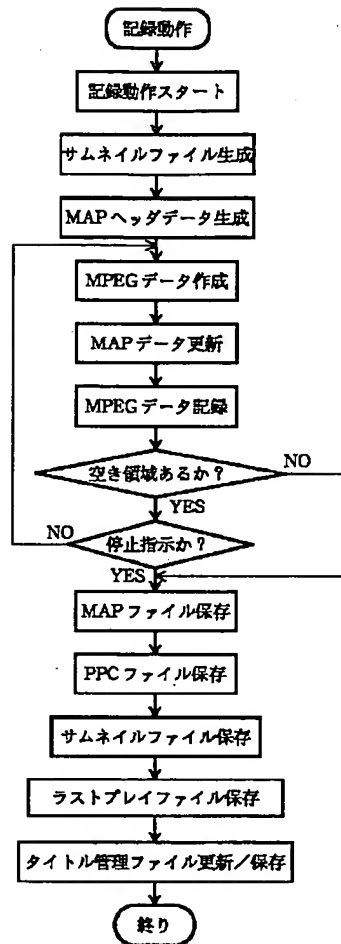 記録動作
記録動作スタート
サムネイルファイル生成
MAPヘッダデータ生成
MPEGデータ作成
MAPデータ更新
MPEGデータ記録
空き領域あるか？
NO
YES
NO
停止指示か？
YES
MAPファイル保存
PPCファイル保存
サムネイルファイル保存
ラストプレイファイル保存
タイトル管理ファイル更新／保存
終り